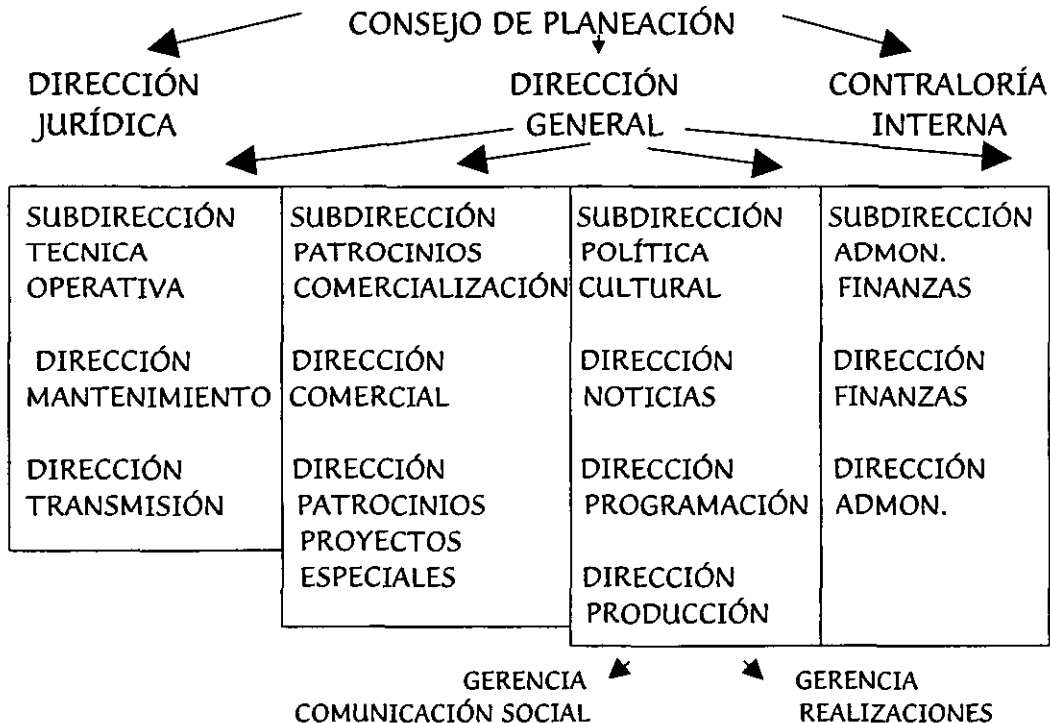 CONSEJO DE PLANEACIÓN
DIRECCIÓN
JURÍDICA
DIRECCIÓN
GENERAL
CONTRALORÍA
INTERNA
SUBDIRECCIÓN
TECNICA
OPERATIVA
DIRECCIÓN
MANTENIMIENTO
DIRECCIÓN
TRANSMISIÓN
SUBDIRECCIÓN
PATROCINIOS
COMERCIALIZACIÓN
DIRECCIÓN
COMERCIAL
DIRECCIÓN
PATROCINIOS
PROYECTOS
ESPECIALES
SUBDIRECCIÓN
POLÍTICA
CULTURAL
DIRECCIÓN
NOTICIAS
DIRECCIÓN
PROGRAMACIÓN
DIRECCIÓN
PRODUCCIÓN
SUBDIRECCIÓN
ADMON.
FINANZAS
DIRECCIÓN
FINANZAS
DIRECCIÓN
ADMON.
GERENCIA
COMUNICACIÓN SOCIAL
GERENCIA
REALIZACIONES